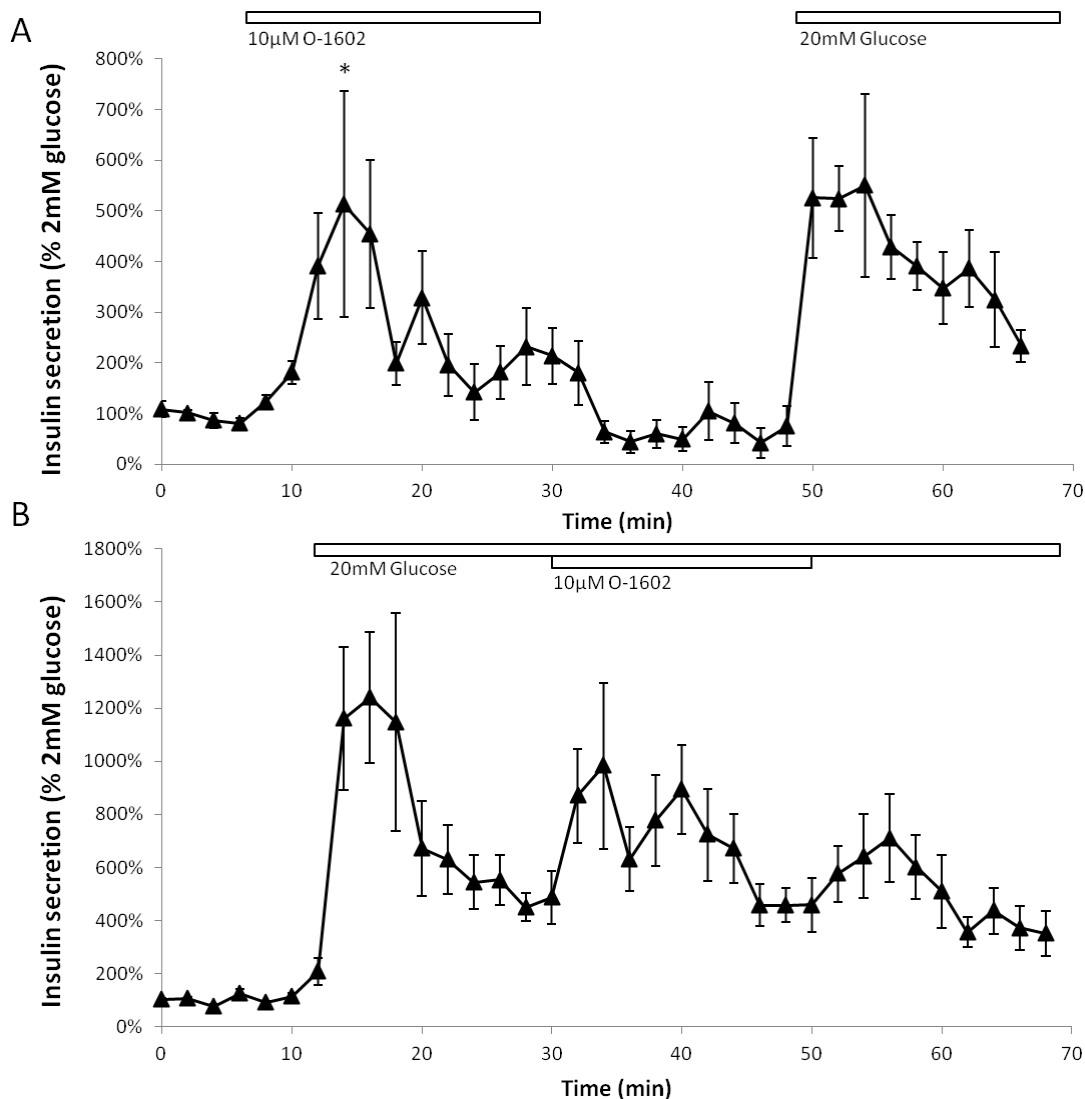 A
10µM O-1602
20mM Glucose
*
800%
700%
600%
500%
400%
300%
200%
100%
0%
Insulin secretion (% 2mM glucose)
0 10 20 30 40 50 60 70
Time (min)
B
20mM Glucose
10µM O-1602
1800%
1600%
1400%
1200%
1000%
800%
600%
400%
200%
0%
Insulin secretion (% 2mM glucose)
0 10 20 30 40 50 60 70
Time (min)